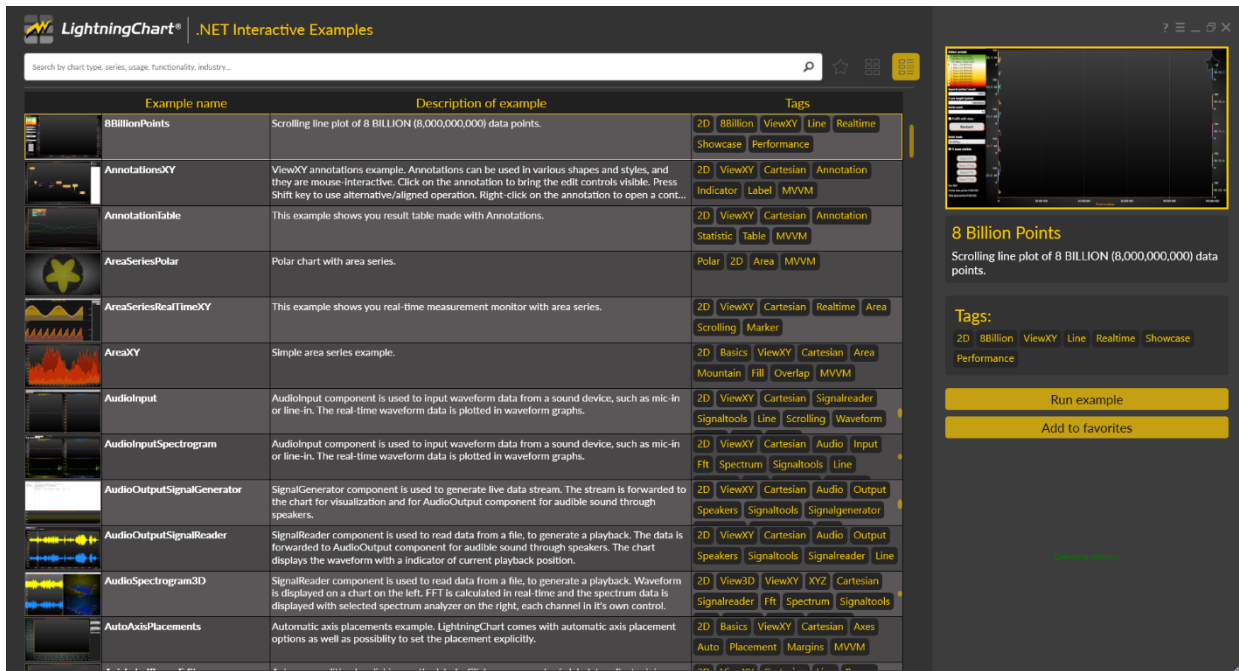 LightningChart® .NET Interactive Examples
? 
Search by chart type, series, usage, functionality, industry...
Example name Description of example Tags
8BillionPoints Scrolling line plot of 8 BILLION (8,000,000,000) data points. 2D 8Billion ViewXY Line Realtime
Showcase Performance
AnnotationsXY ViewXY annotations example. Annotations can be used in various shapes and styles, and 2D ViewXY Cartesian Annotation
they are mouse-interactive. Click on the annotation to bring the edit controls visible. Press Indicator Label MVVM
Shift key to use alternative/aligned operation. Right-click on the annotation to open a cont...
AnnotationTable This example shows you result table made with Annotations. 2D ViewXY Cartesian Annotation
Statistic Table MVVM
AreaSeriesPolar Polar chart with area series. Polar 2D Area MVVM
AreaSeriesRealTimeXY This example shows you real-time measurement monitor with area series. 2D ViewXY Cartesian Realtime Area
Scrolling Marker
AreaXY Simple area series example. 2D Basics ViewXY Cartesian Area
Mountain Fill Overlap MVVM
AudioInput AudioInput component is used to input waveform data from a sound device, such as mic-in 2D ViewXY Cartesian Signalreader
or line-in. The real-time waveform data is plotted in waveform graphs. Signaltools Line Scrolling Waveform
AudioInputSpectrogram AudioInput component is used to input waveform data from a sound device, such as mic-in 2D ViewXY Cartesian Audio Input
or line-in. The real-time waveform data is plotted in waveform graphs. Fft Spectrum Signaltools Line
AudioOutputSignalGenerator SignalGenerator component is used to generate live data stream. The stream is forwarded to 2D ViewXY Cartesian Audio Output
the chart for visualization and for AudioOutput component for audible sound through Speakers Signaltools Signalgenerator
speakers.
AudioOutputSignalReader SignalReader component is used to read data from a file, to generate a playback. The data is 2D ViewXY Cartesian Audio Output
forwarded to AudioOutput component for audible sound through speakers. The chart Speakers Signaltools Signalreader Line
displays the waveform with a indicator of current playback position.
AudioSpectrogram3D SignalReader component is used to read data from a file, to generate a playback. Waveform 2D View3D ViewXY XYZ Cartesian
is displayed on a chart on the left. FFT is calculated in real-time and the spectrum data is Signalreader Fft Spectrum Signaltools
displayed with selected spectrum analyzer on the right, each channel in it's own control.
AutoAxisPlacements Automatic axis placements example. LightningChart comes with automatic axis placement 2D Basics ViewXY Cartesian Axes
options as well as possiblity to set the placement explicitly. Auto Placement Margins MVVM
8 Billion Points
Scrolling line plot of 8 BILLION (8,000,000,000) data
points.
Tags:
2D 8Billion ViewXY Line Realtime Showcase
Performance
Run example
Add to favorites